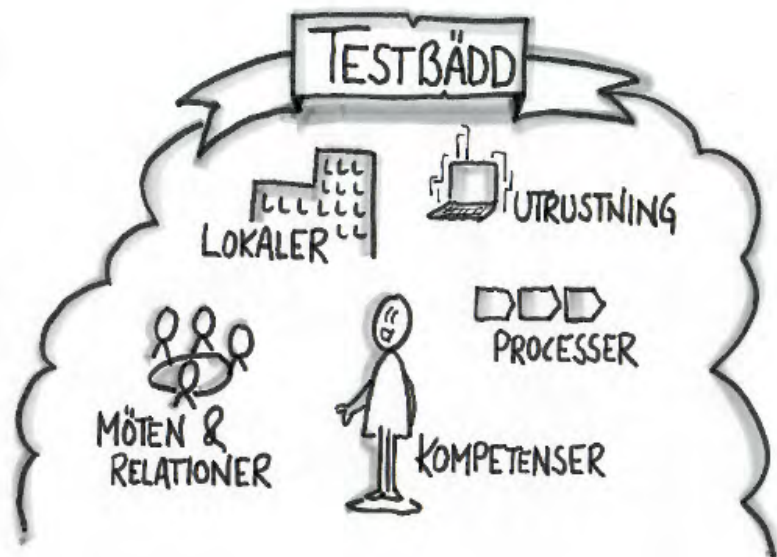 TESTBÄDD
LOKALER
UTRUSTNING
PROCESSER
MÖTEN &
RELATIONER
KOMPETENSER